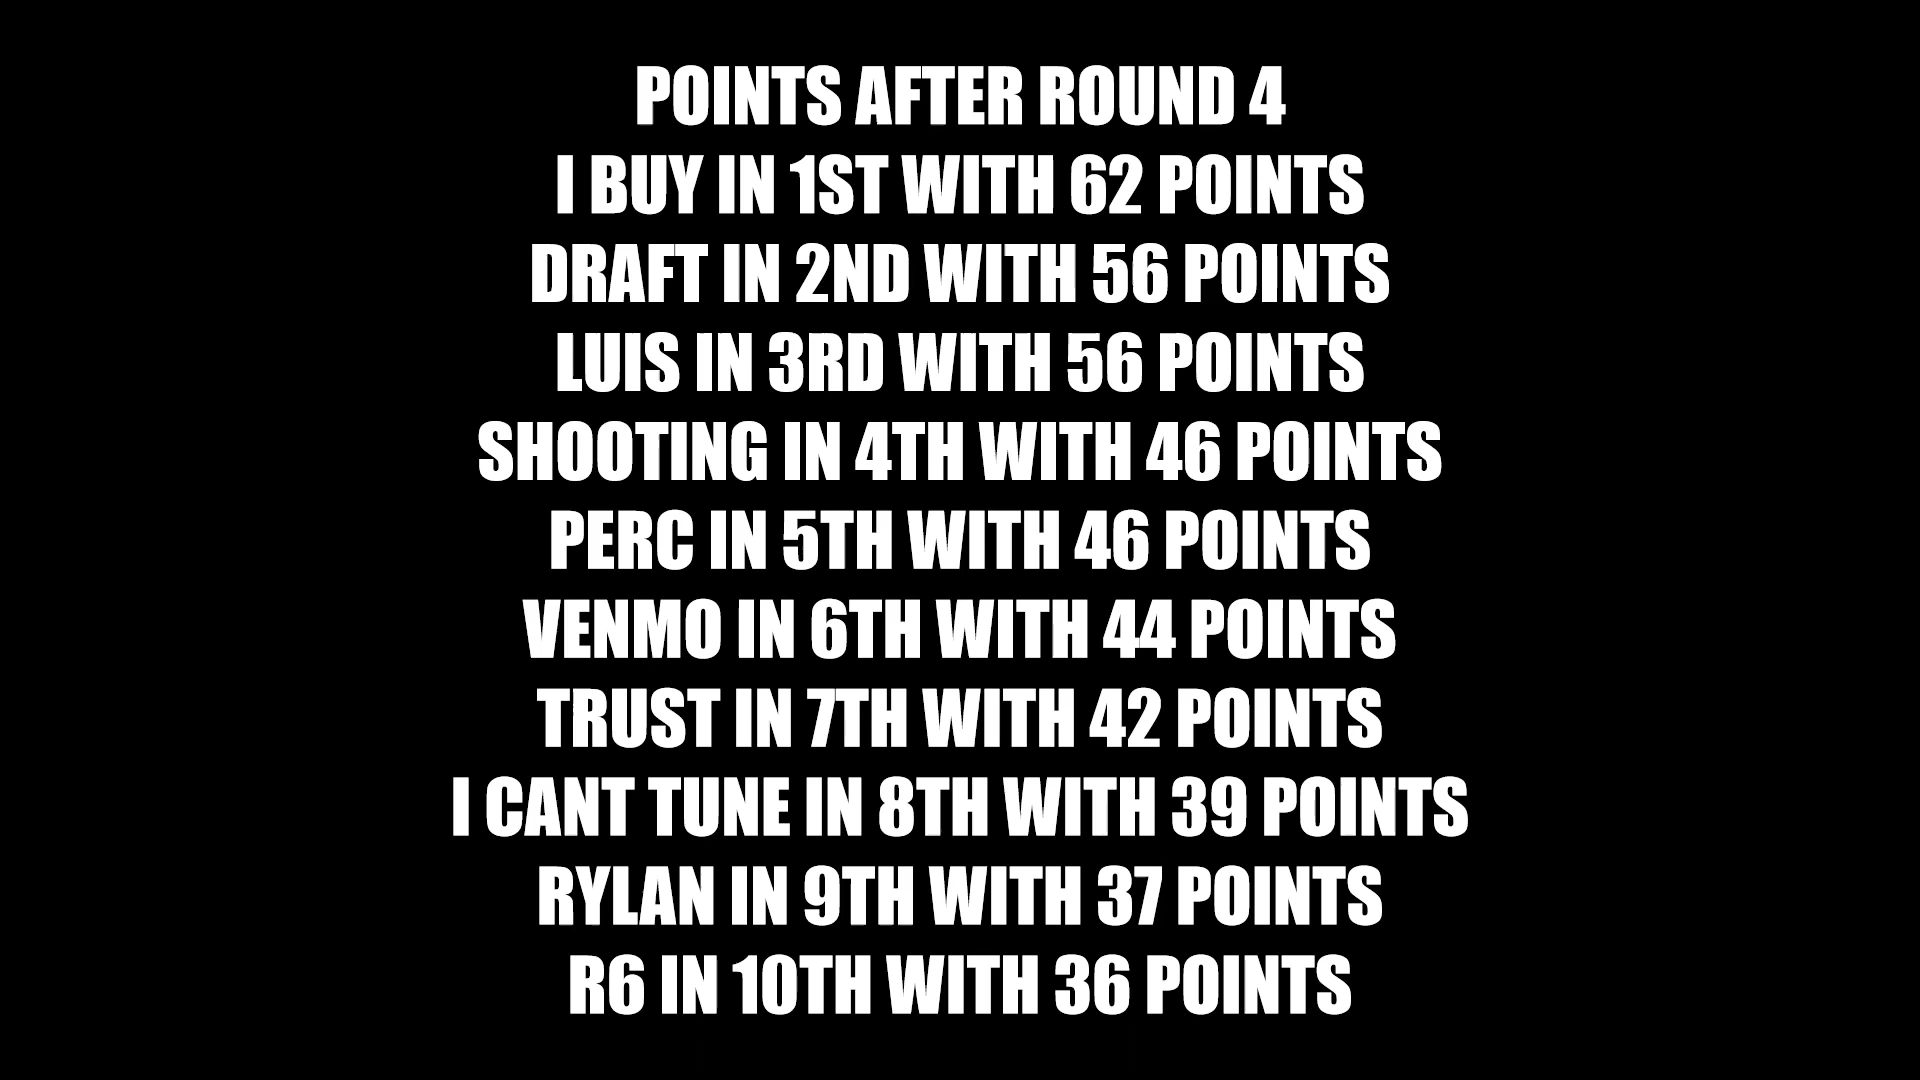 POINTS AFTER ROUND 4
I BUY IN 1ST WITH 62 POINTS
DRAFT IN 2ND WITH 56 POINTS
LUIS IN 3RD WITH 56 POINTS
SHOOTING IN 4TH WITH 46 POINTS
PERC IN 5TH WITH 46 POINTS
VENMO IN 6TH WITH 44 POINTS
TRUST IN 7TH WITH 42 POINTS
I CANT TUNE IN 8TH WITH 39 POINTS
RYLAN IN 9TH WITH 37 POINTS
R6 IN 10TH WITH 36 POINTS